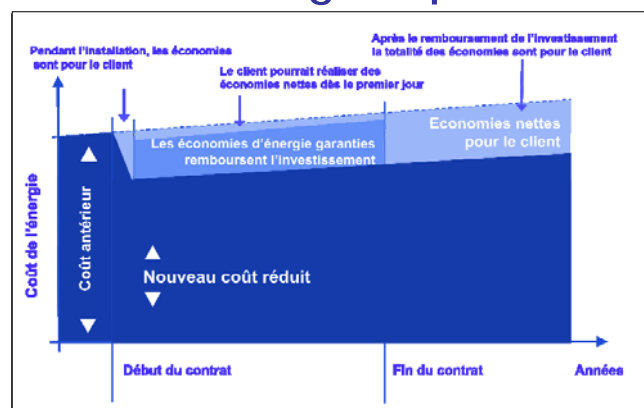 Pendant l'installation, les économies
sont pour le client
Après le remboursement de l'investissement
la totalité des économies sont pour le client
Le client pourrait réaliser des
économies nettes dès le premier jour
Les économies d'énergie garanties
remboursent l'investissement
Economies nettes
pour le client
Coût de l'énergie
Coût antérieur
Nouveau coût réduit
Début du contrat
Fin du contrat
Années